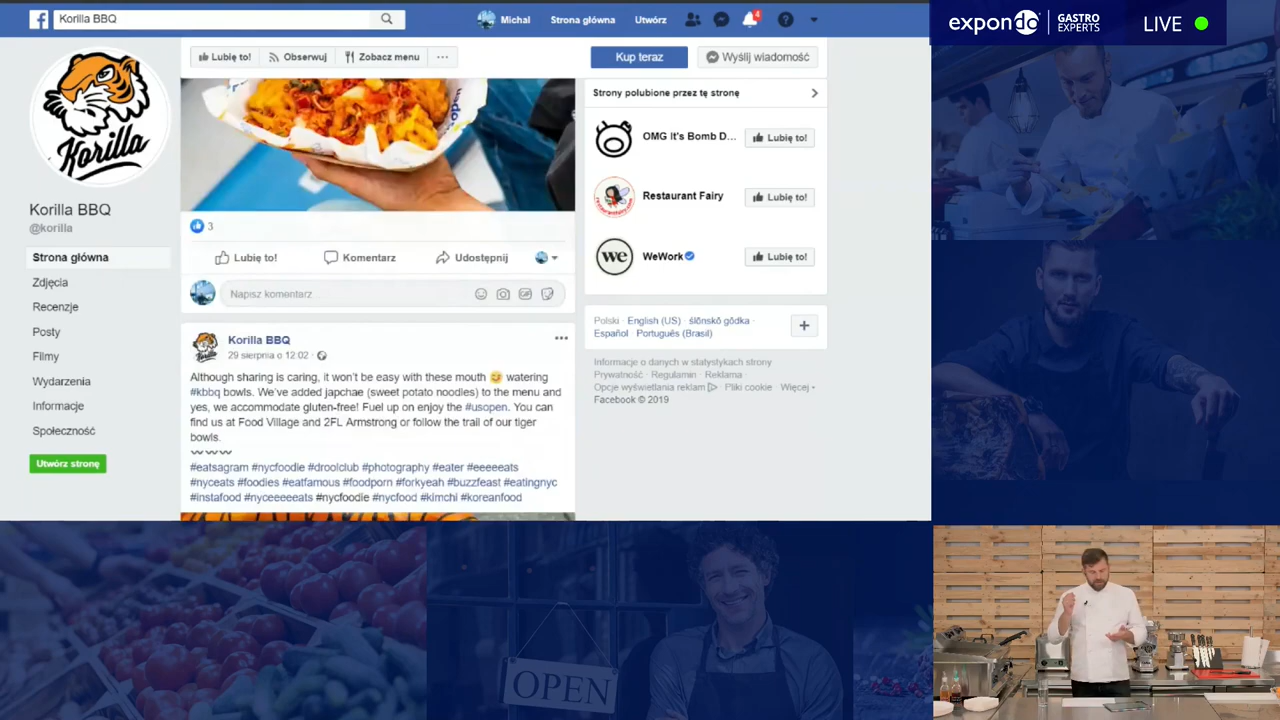 Korilla BBQ
Michal
Strona główna
Utwórz
4
expondo GASTRO EXPERTS
LIVE
Korilla
Korilla BBQ
@korilla
Strona główna
Zdjęcia
Recenzje
Posty
Filmy
Wydarzenia
Informacje
Społeczność
Utwórz stronę
Lubię to!
Obserwuj
Zobacz menu
Kup teraz
Wyślij wiadomość
3
Lubię to!
Komentarz
Udostępnij
Napisz komentarz
GIF
Korilla BBQ
29 sierpnia o 12:02
Although sharing is caring, it won't be easy with these mouth 😋 watering
#kbbq bowls. We've added japchae (sweet potato noodles) to the menu and
yes, we accommodate gluten-free! Fuel up on enjoy the #usopen. You can
find us at Food Village and 2FL Armstrong or follow the trail of our tiger
bowls.
#eatsagram #nycfoodie #droolclub #photography #eater #eeeeeats
#nyceats #foodies #eatfamous #foodporn #forkyeah #buzzfeast #eatingnyc
#instafood #nyceeeeeats #nycfoodie #nycfood #kimchi #koreanfood
Strony polubione przez tę stronę
OMG It's Bomb D...
Lubię to!
Restaurant Fairy
Lubię to!
we
WeWork
Lubię to!
Polski · English (US) · ślōnskŏ gŏdka ·
Español · Português (Brasil)
Informacje o danych w statystykach strony
Prywatność · Regulamin · Reklama ·
Opcje wyświetlania reklam · Pliki cookie · Więcej
Facebook © 2019
OPEN